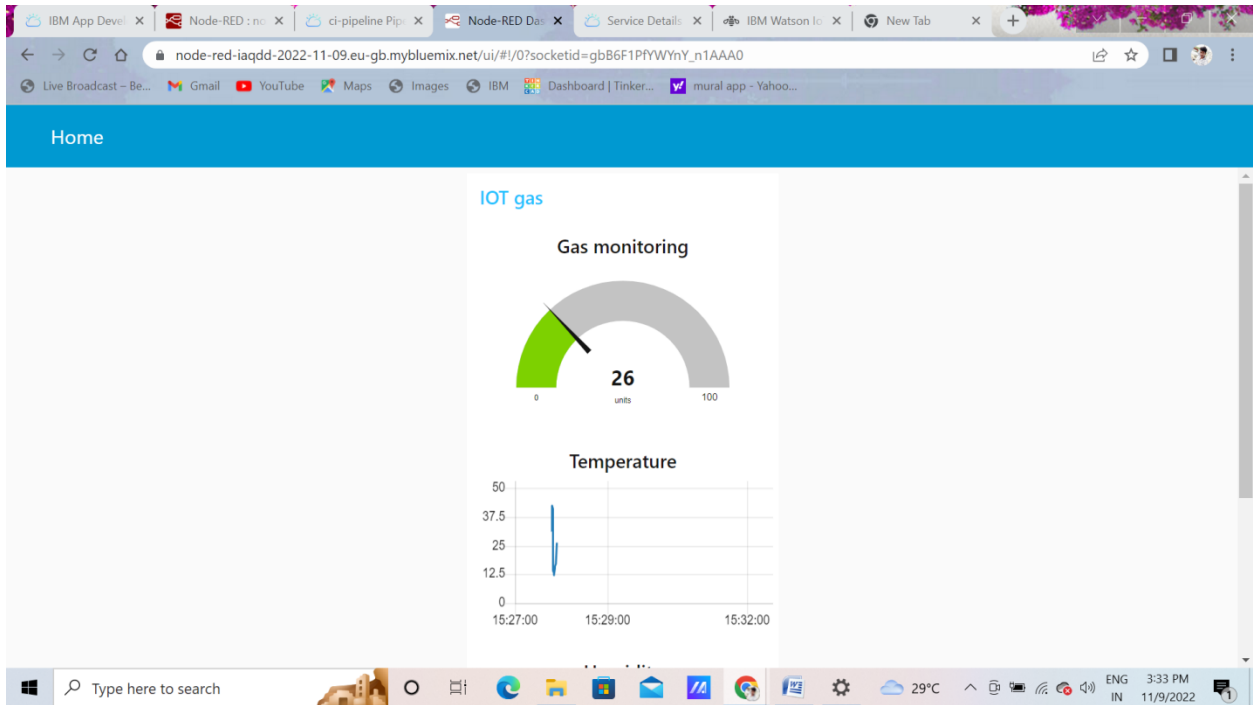 IBM App Devel
Node-RED : no
ci-pipeline Pip
Node-RED Das
Service Details
IBM Watson Io
New Tab
node-red-iaqdd-2022-11-09.eu-gb.mybluemix.net/ui/#!/0?socketid=gbB6F1PfYWYnY_n1AAA0
Live Broadcast – Be...
Gmail
YouTube
Maps
Images
IBM
Dashboard | Tinker...
mural app - Yahoo...
Home
IOT gas
Gas monitoring
26
units
0
100
Temperature
50
37.5
25
12.5
0
15:27:00
15:29:00
15:32:00
Type here to search
29°C
ENG
IN
3:33 PM
11/9/2022
1